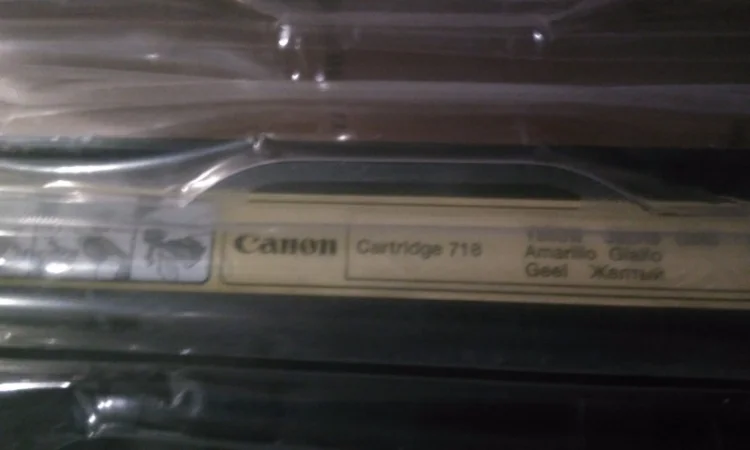 Canon
Cartridge 718
Amarillo Giallo
Geel Желтый